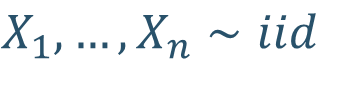 X₁, … , Xₙ ~ iid